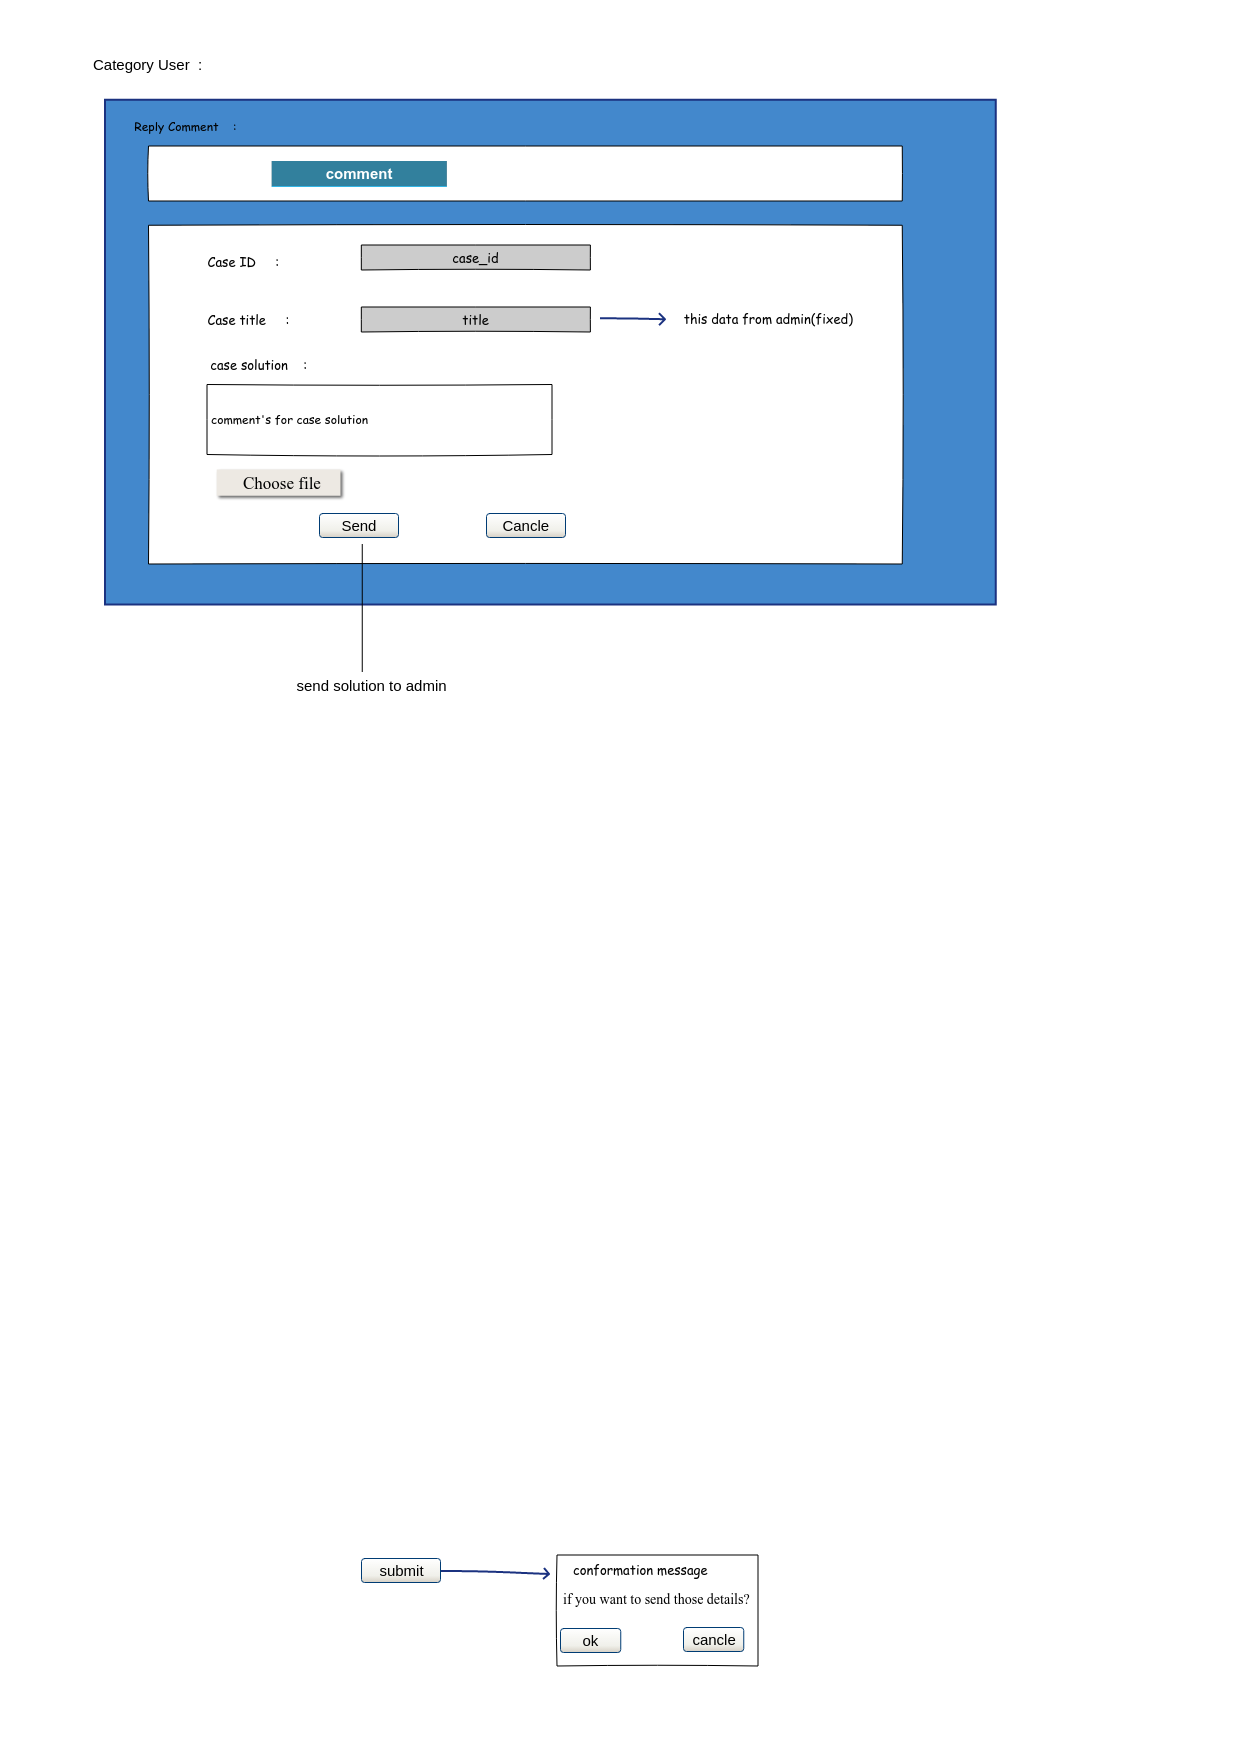 Category User  :
Reply Comment    :
comment
Case ID     :
case_id
Case title     :
title
this data from admin(fixed)
case solution    :
comment's for case solution
Choose file
Send
Cancle
send solution to admin
submit
conformation message
if you want to send those details?
ok
cancle